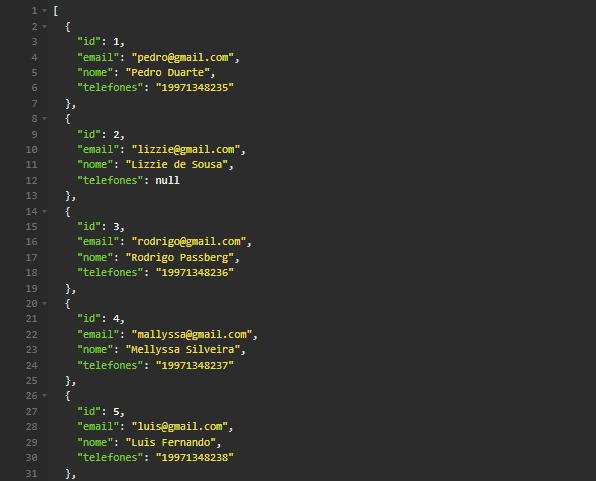 1 [
2 {
3 "id": 1,
4 "email": "pedro@gmail.com",
5 "nome": "Pedro Duarte",
6 "telefones": "19971348235"
7 },
8 {
9 "id": 2,
10 "email": "lizzie@gmail.com",
11 "nome": "Lizzie de Sousa",
12 "telefones": null
13 },
14 {
15 "id": 3,
16 "email": "rodrigo@gmail.com",
17 "nome": "Rodrigo Passberg",
18 "telefones": "19971348236"
19 },
20 {
21 "id": 4,
22 "email": "mallyssa@gmail.com",
23 "nome": "Mellyssa Silveira",
24 "telefones": "19971348237"
25 },
26 {
27 "id": 5,
28 "email": "luis@gmail.com",
29 "nome": "Luis Fernando",
30 "telefones": "19971348238"
31 },